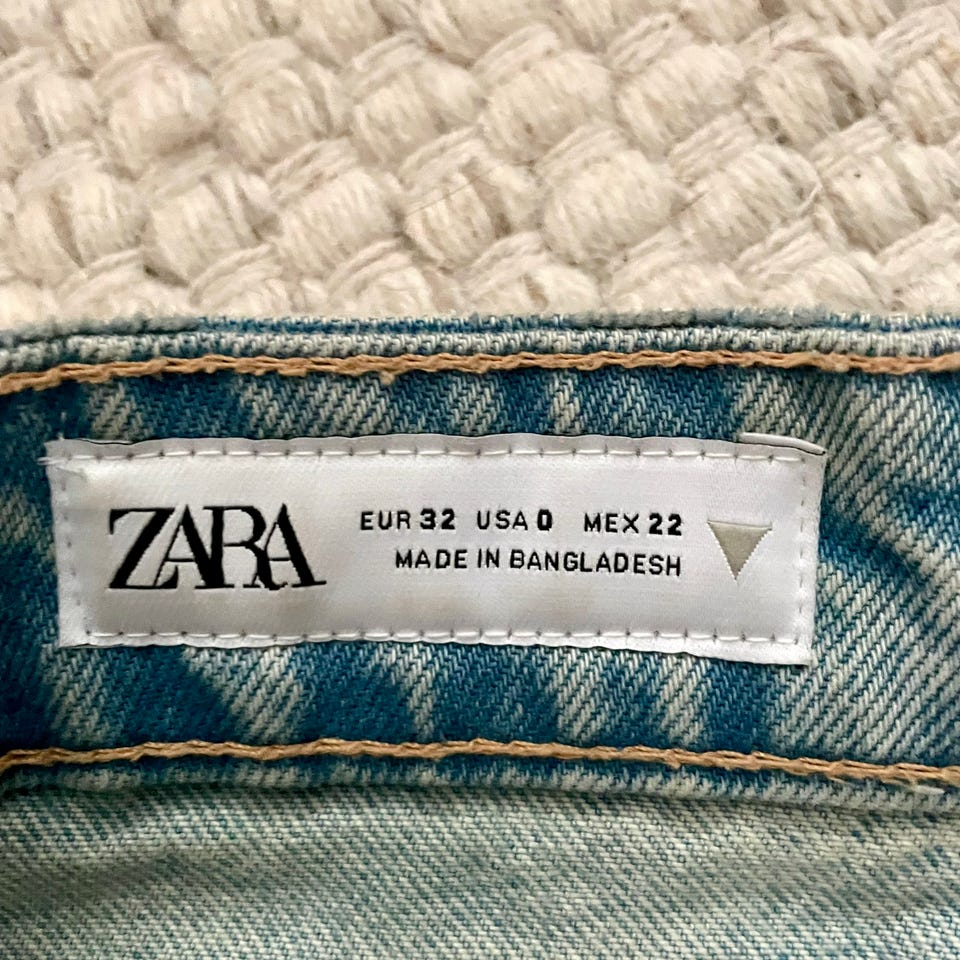 ZARA
EUR 32 USA 0 MEX 22
MADE IN BANGLADESH